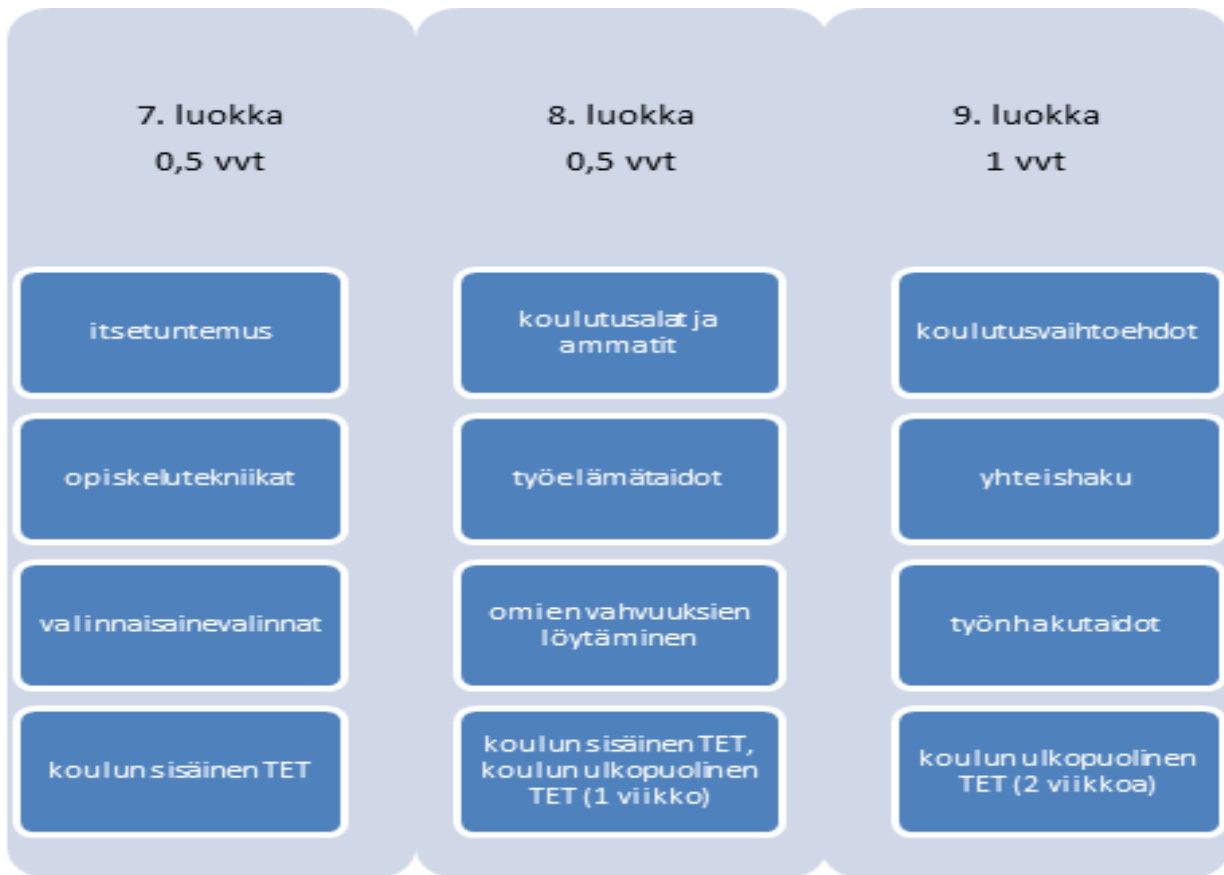 7. luokka
0,5 vvt
itsetuntemus
opiskelutekniikat
valinnaisainevalinnat
koulun sisäinen TET
8. luokka
0,5 vvt
koulutusalat ja
ammatit
työelämätaidot
omien vahvuuksien
löytäminen
koulun sisäinen TET,
koulun ulkopuolinen
TET (1 viikko)
9. luokka
1 vvt
koulutusvaihtoehdot
yhteishaku
työnhakutaidot
koulun ulkopuolinen
TET (2 viikkoa)